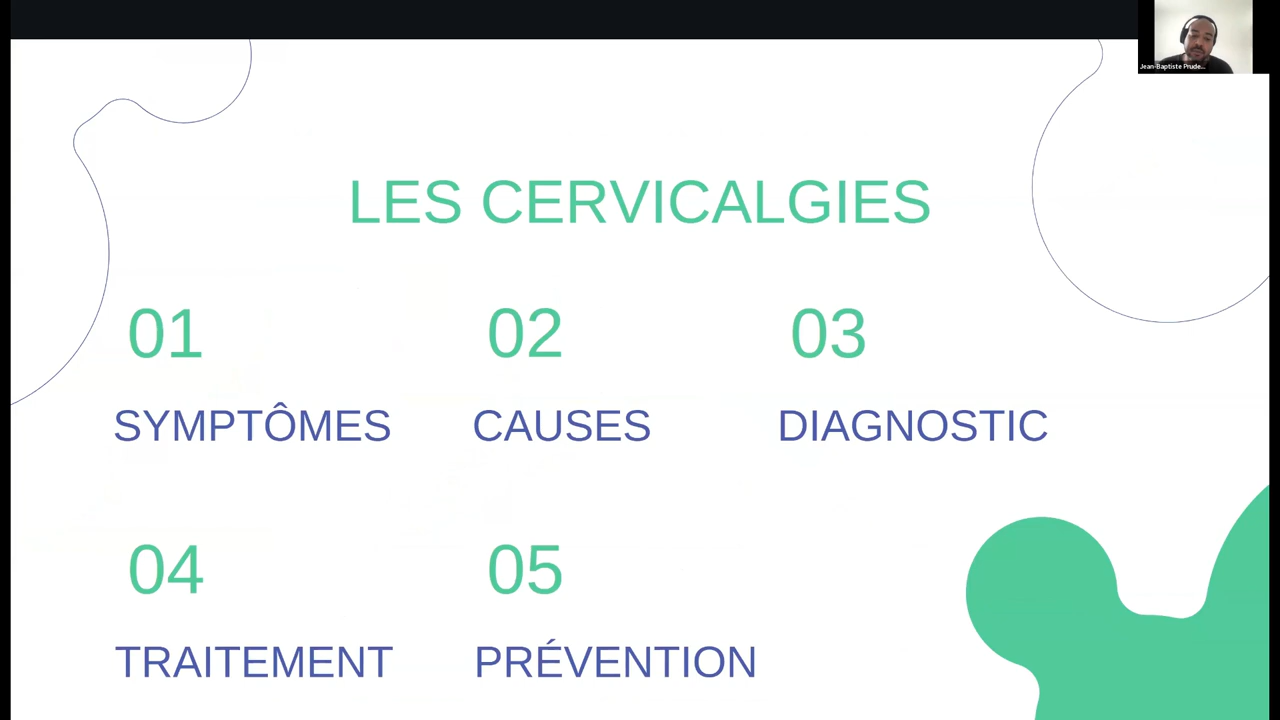 Jean-Baptiste Prude...
LES CERVICALGIES
01
02
03
SYMPTÔMES
CAUSES
DIAGNOSTIC
04
05
TRAITEMENT
PRÉVENTION